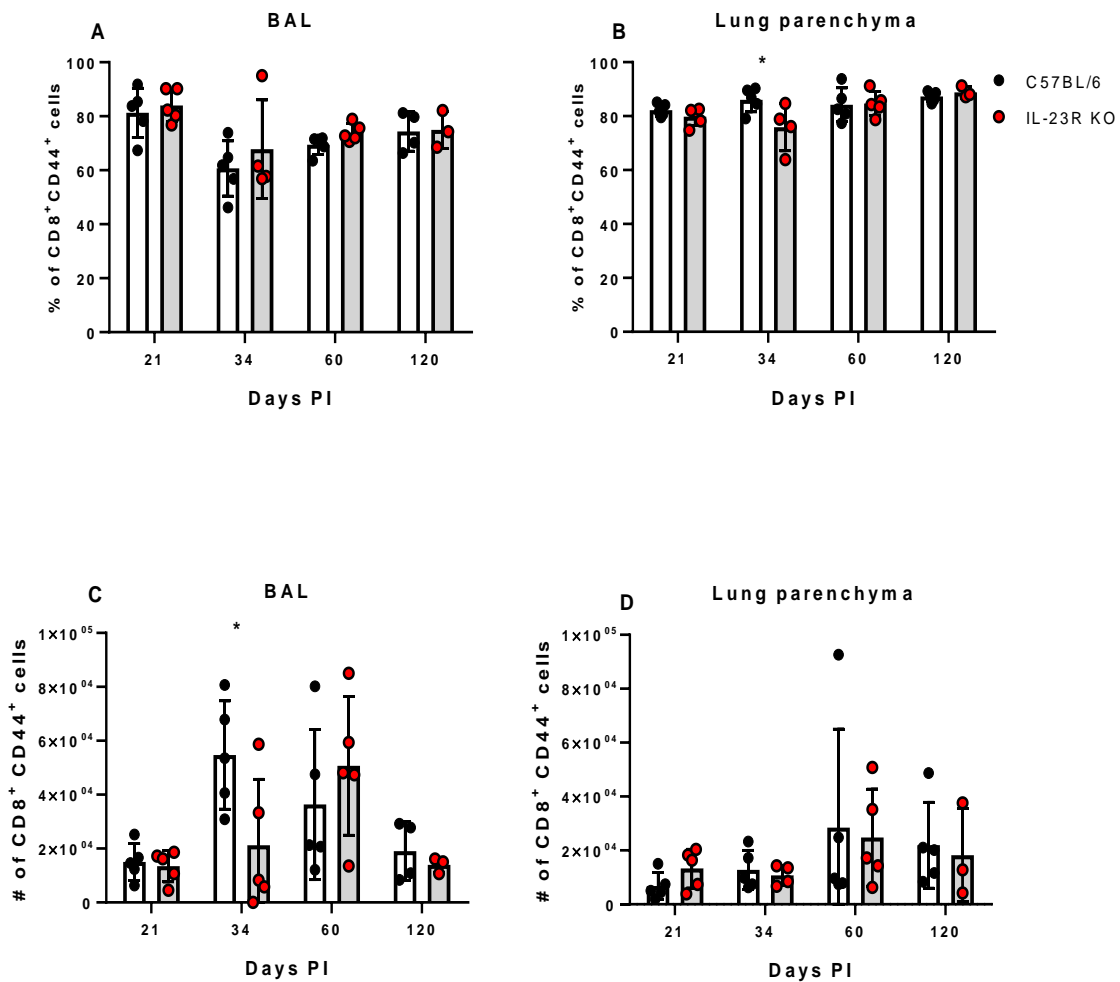 A
BAL
% of CD8⁺CD44⁺ cells
100
80
60
40
20
0
21 34 60 120
Days PI
B
Lung parenchyma
*
% of CD8⁺CD44⁺ cells
100
80
60
40
20
0
21 34 60 120
Days PI
C57BL/6
IL-23R KO
C
BAL
*
# of CD8⁺ CD44⁺ cells
1×10⁰⁵
8×10⁰⁴
6×10⁰⁴
4×10⁰⁴
2×10⁰⁴
0
21 34 60 120
Days PI
D
Lung parenchyma
# of CD8⁺ CD44⁺ cells
1×10⁰⁵
8×10⁰⁴
6×10⁰⁴
4×10⁰⁴
2×10⁰⁴
0
21 34 60 120
Days PI